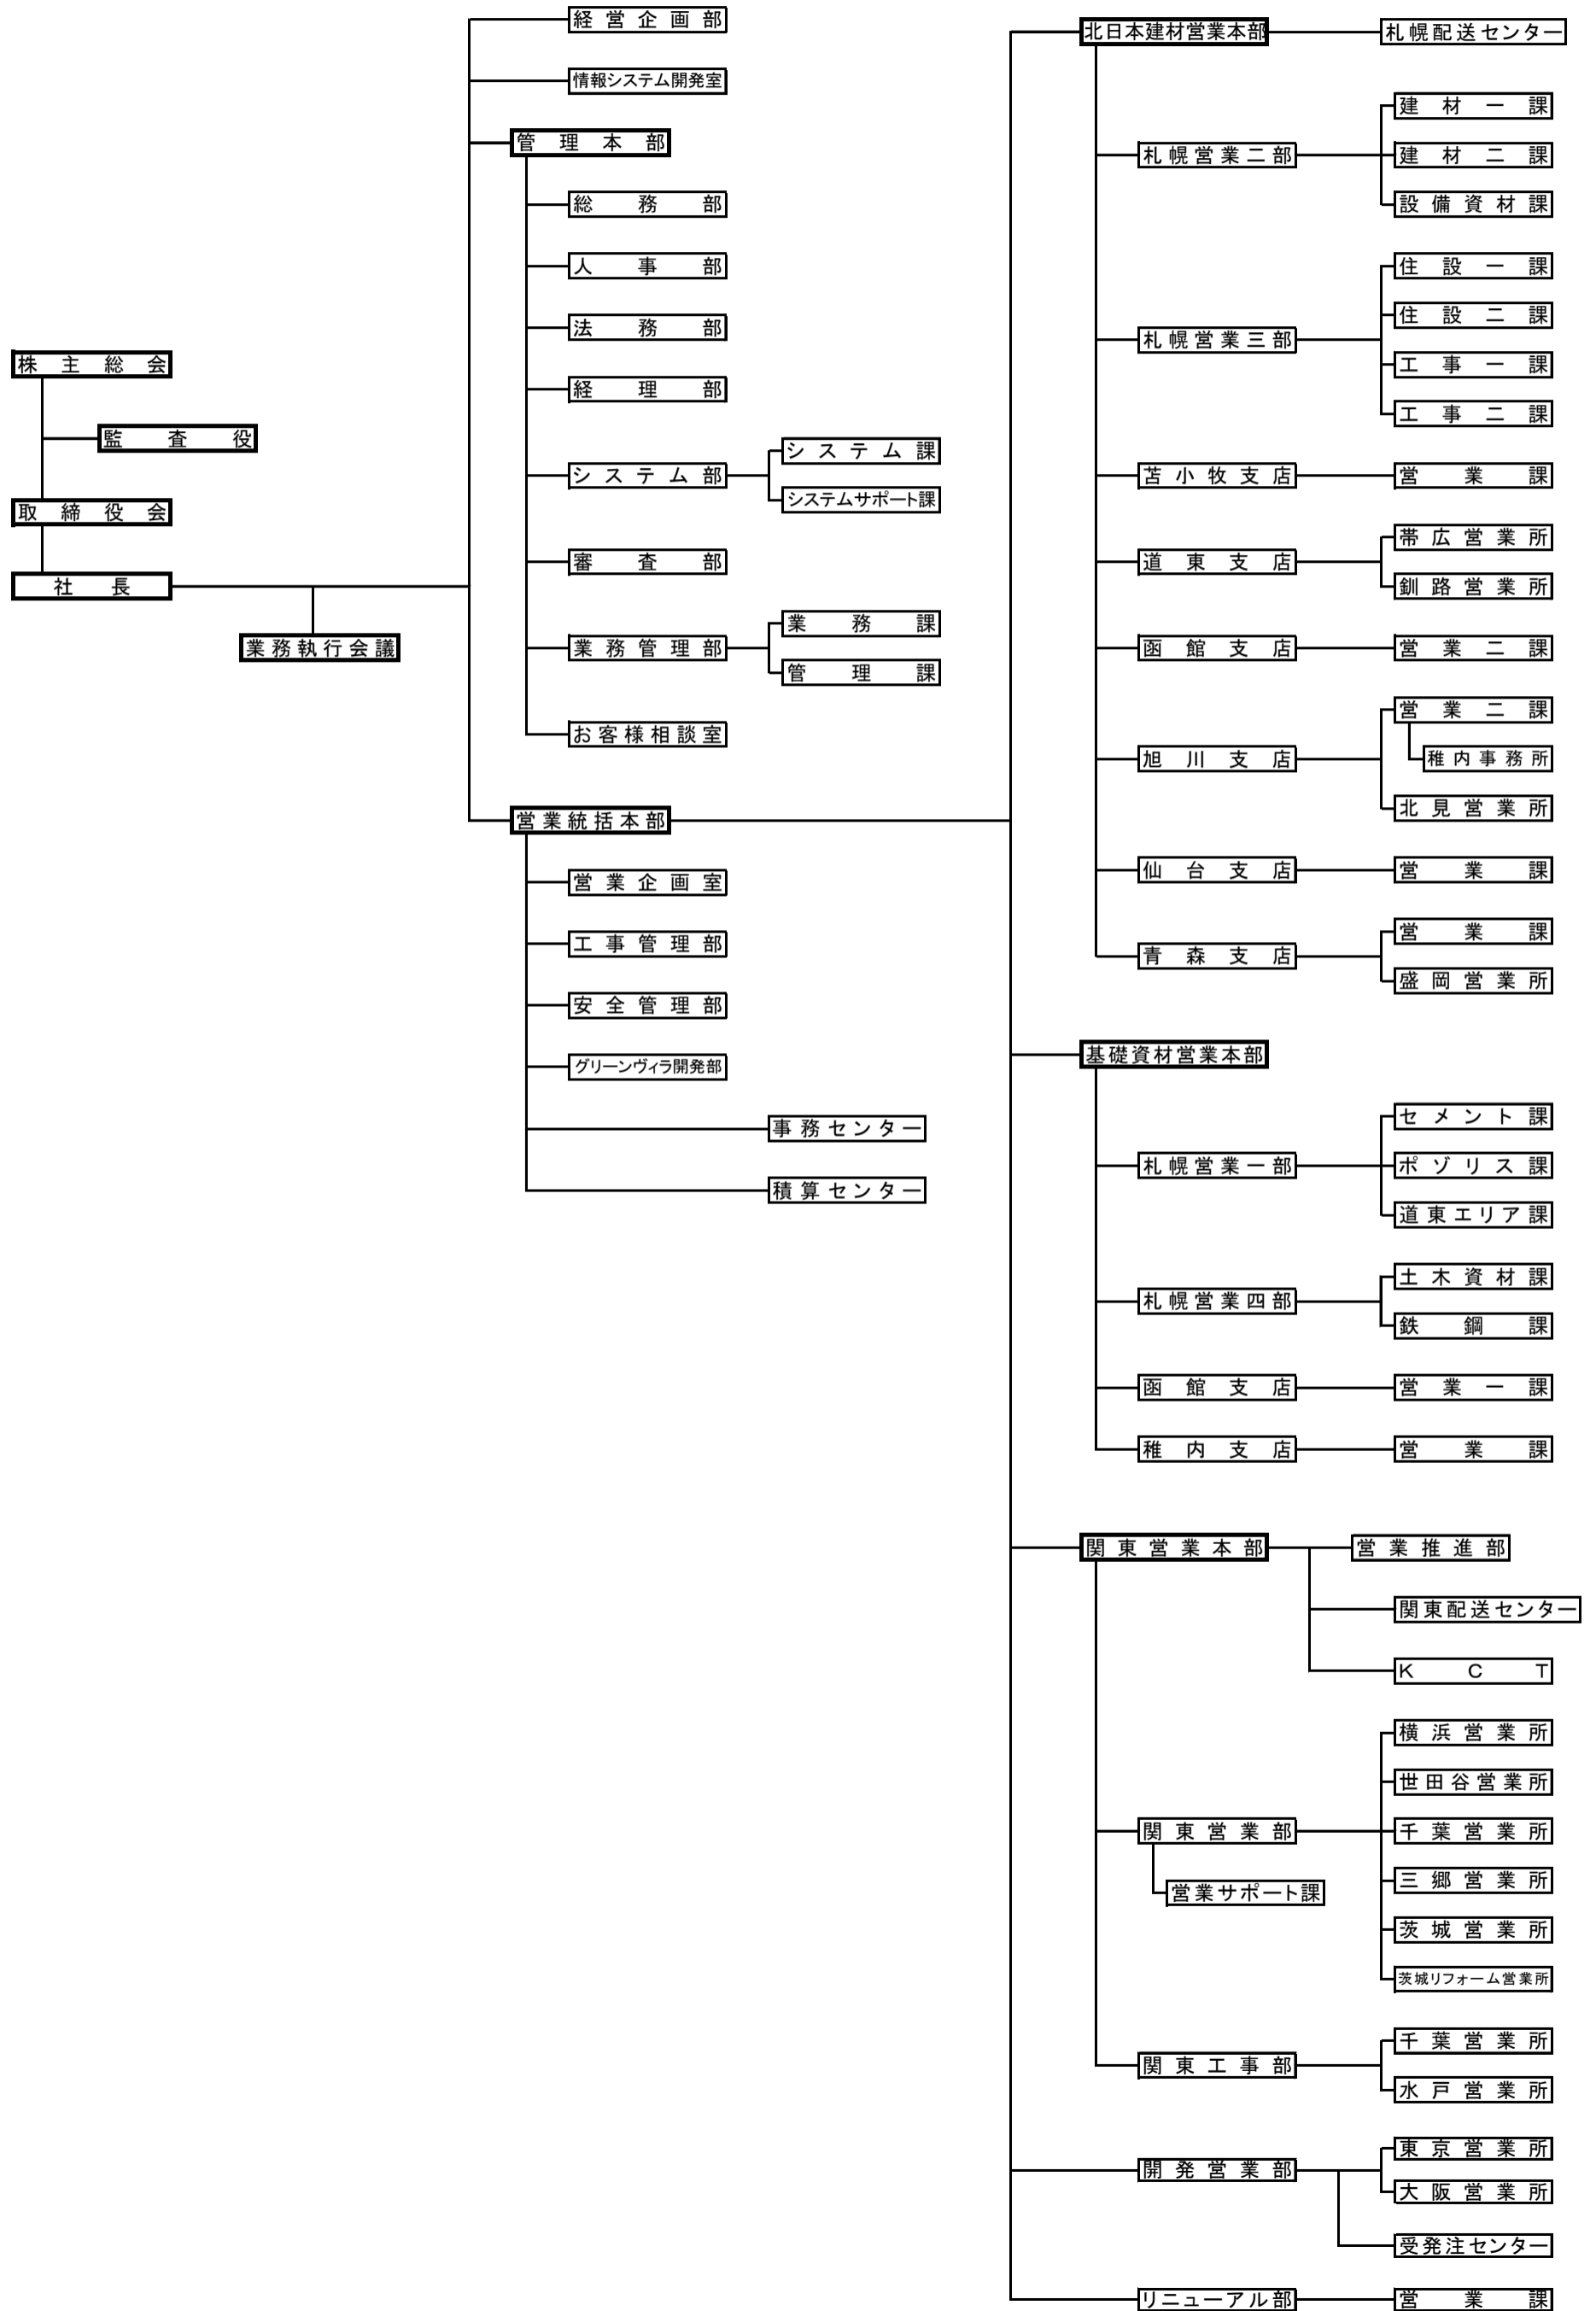 株主総会
監査役
取締役会
社長
業務執行会議
経営企画部
情報システム開発室
管理本部
総務部
人事部
法務部
経理部
システム部
システム課
システムサポート課
審査部
業務管理部
業務課
管理課
お客様相談室
営業統括本部
営業企画室
工事管理部
安全管理部
グリーンヴィラ開発部
事務センター
積算センター
北日本建材営業本部
札幌配送センター
札幌営業二部
建材一課
建材二課
設備資材課
札幌営業三部
住設一課
住設二課
工事一課
工事二課
苫小牧支店
営業課
道東支店
帯広営業所
釧路営業所
函館支店
営業二課
旭川支店
営業二課
稚内事務所
北見営業所
仙台支店
営業課
青森支店
営業課
盛岡営業所
基礎資材営業本部
札幌営業一部
セメント課
ポゾリス課
道東エリア課
札幌営業四部
土木資材課
鉄鋼課
函館支店
営業一課
稚内支店
営業課
関東営業本部
営業推進部
関東配送センター
KCT
関東営業部
営業サポート課
横浜営業所
世田谷営業所
千葉営業所
三郷営業所
茨城営業所
茨城リフォーム営業所
関東工事部
千葉営業所
水戸営業所
開発営業部
東京営業所
大阪営業所
受発注センター
リニューアル部
営業課